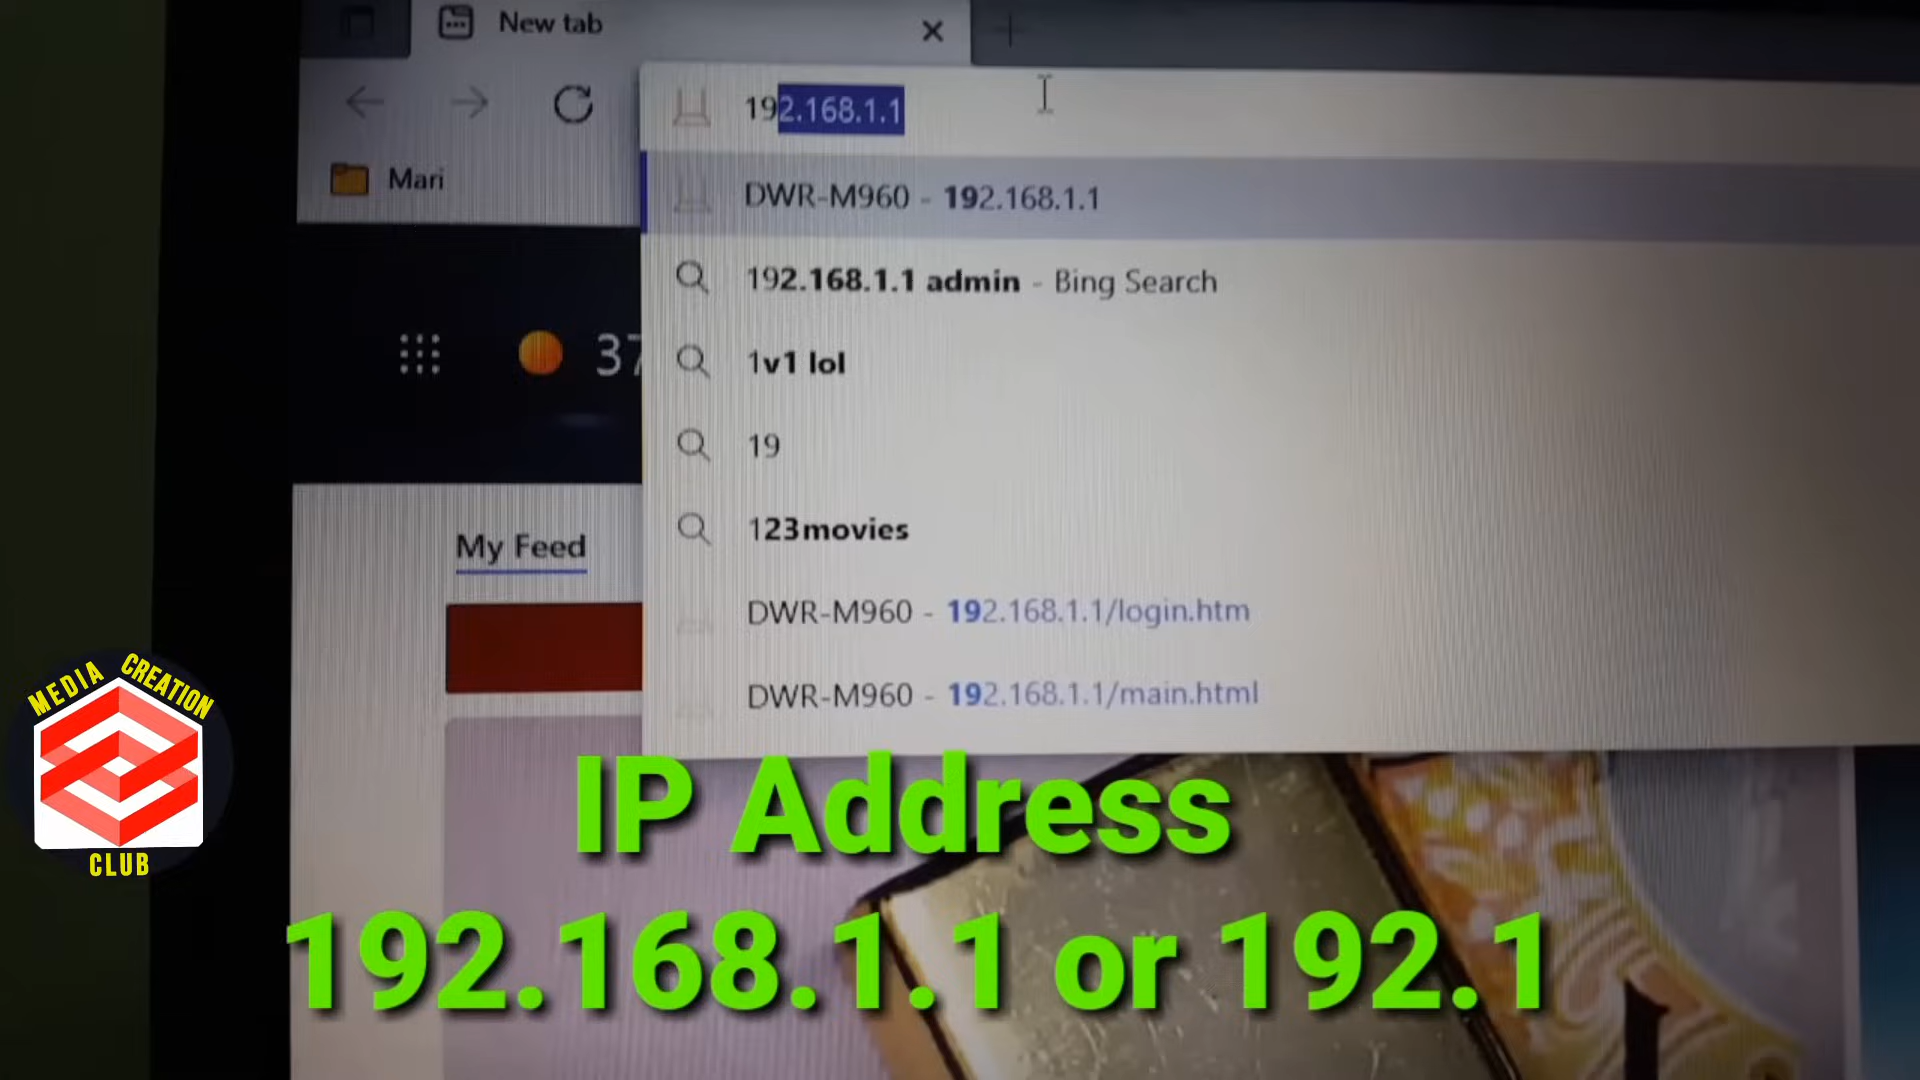 New tab
192.168.1.1
Mari
DWR-M960 - 192.168.1.1
192.168.1.1 admin - Bing Search
1v1 lol
19
123movies
DWR-M960 - 192.168.1.1/login.htm
DWR-M960 - 192.168.1.1/main.html
37
My Feed
MEDIA CREATION
CLUB
IP Address
192.168.1.1 or 192.1